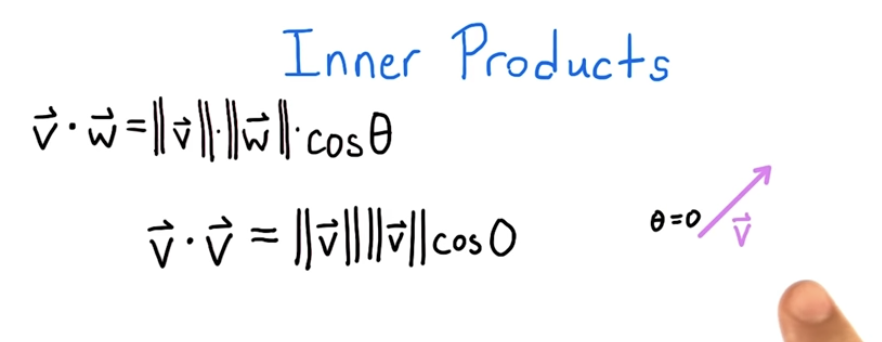 Inner Products
v⃗ · w⃗ = ||v⃗|| · ||w⃗|| · cos θ
v⃗ · v⃗ = ||v⃗|| ||v⃗|| cos 0
θ = 0
v⃗